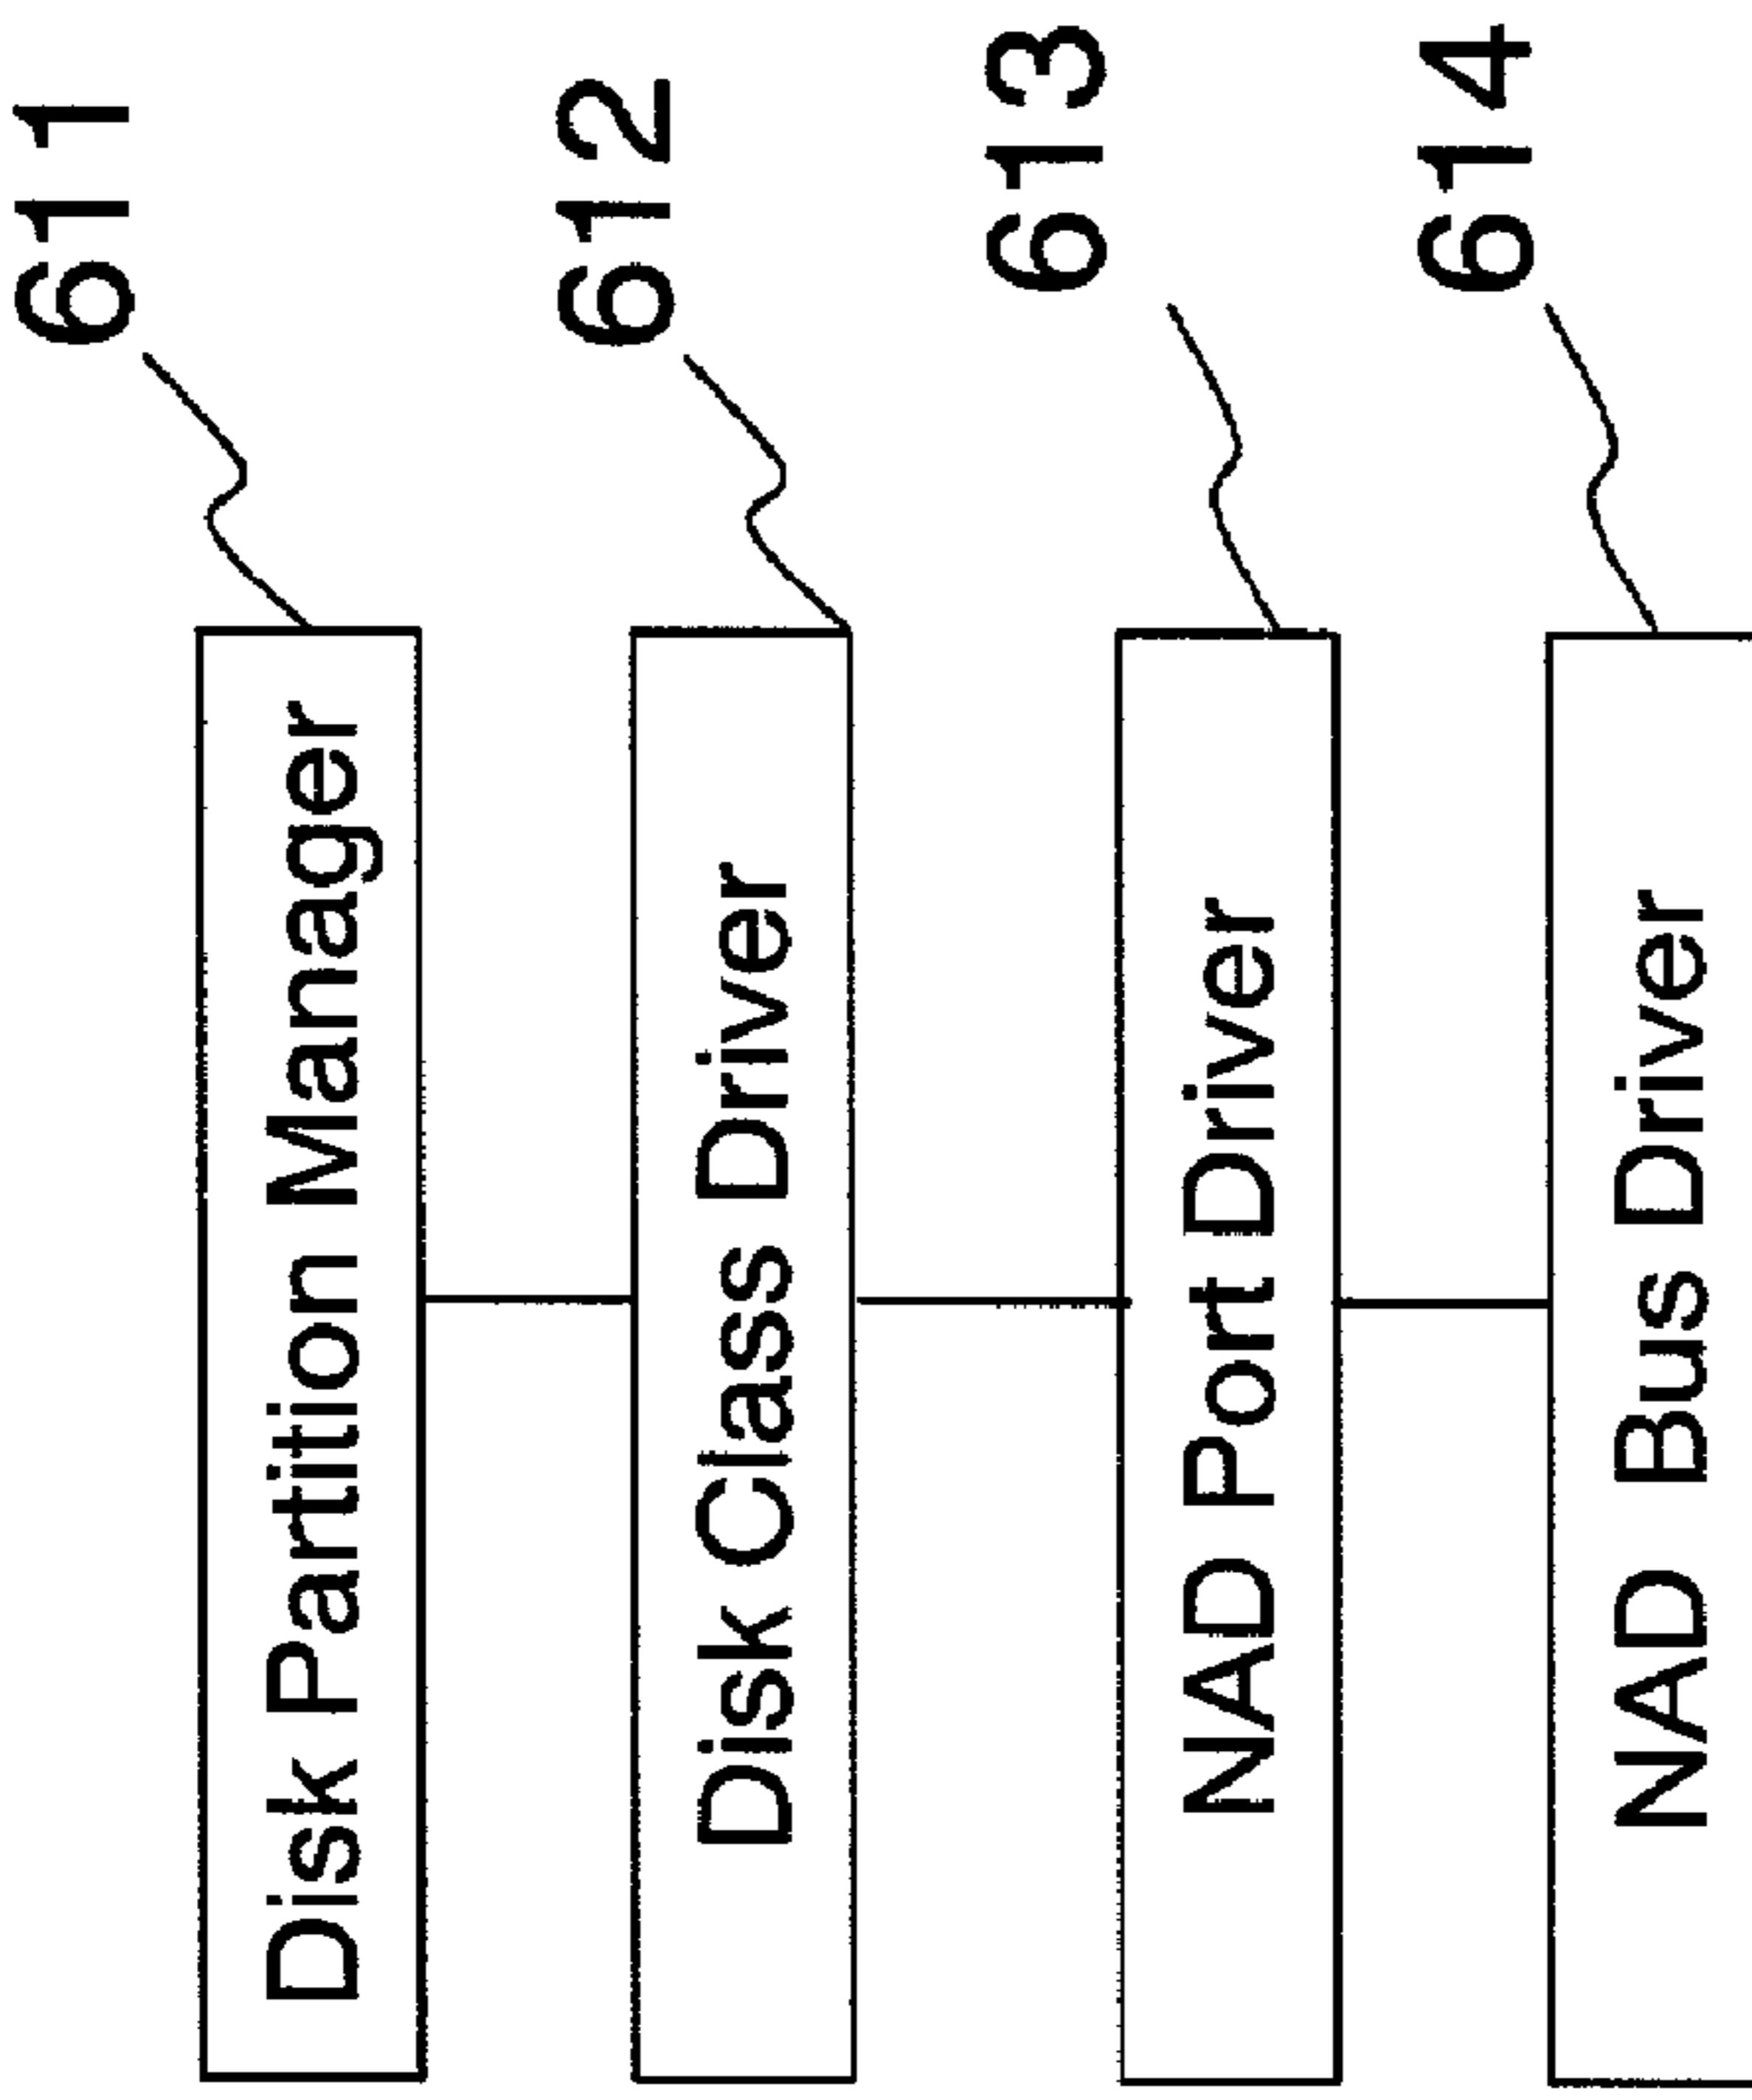 Disk Partition Manager
611
Disk Class Driver
612
NAD Port Driver
613
NAD Bus Driver
614